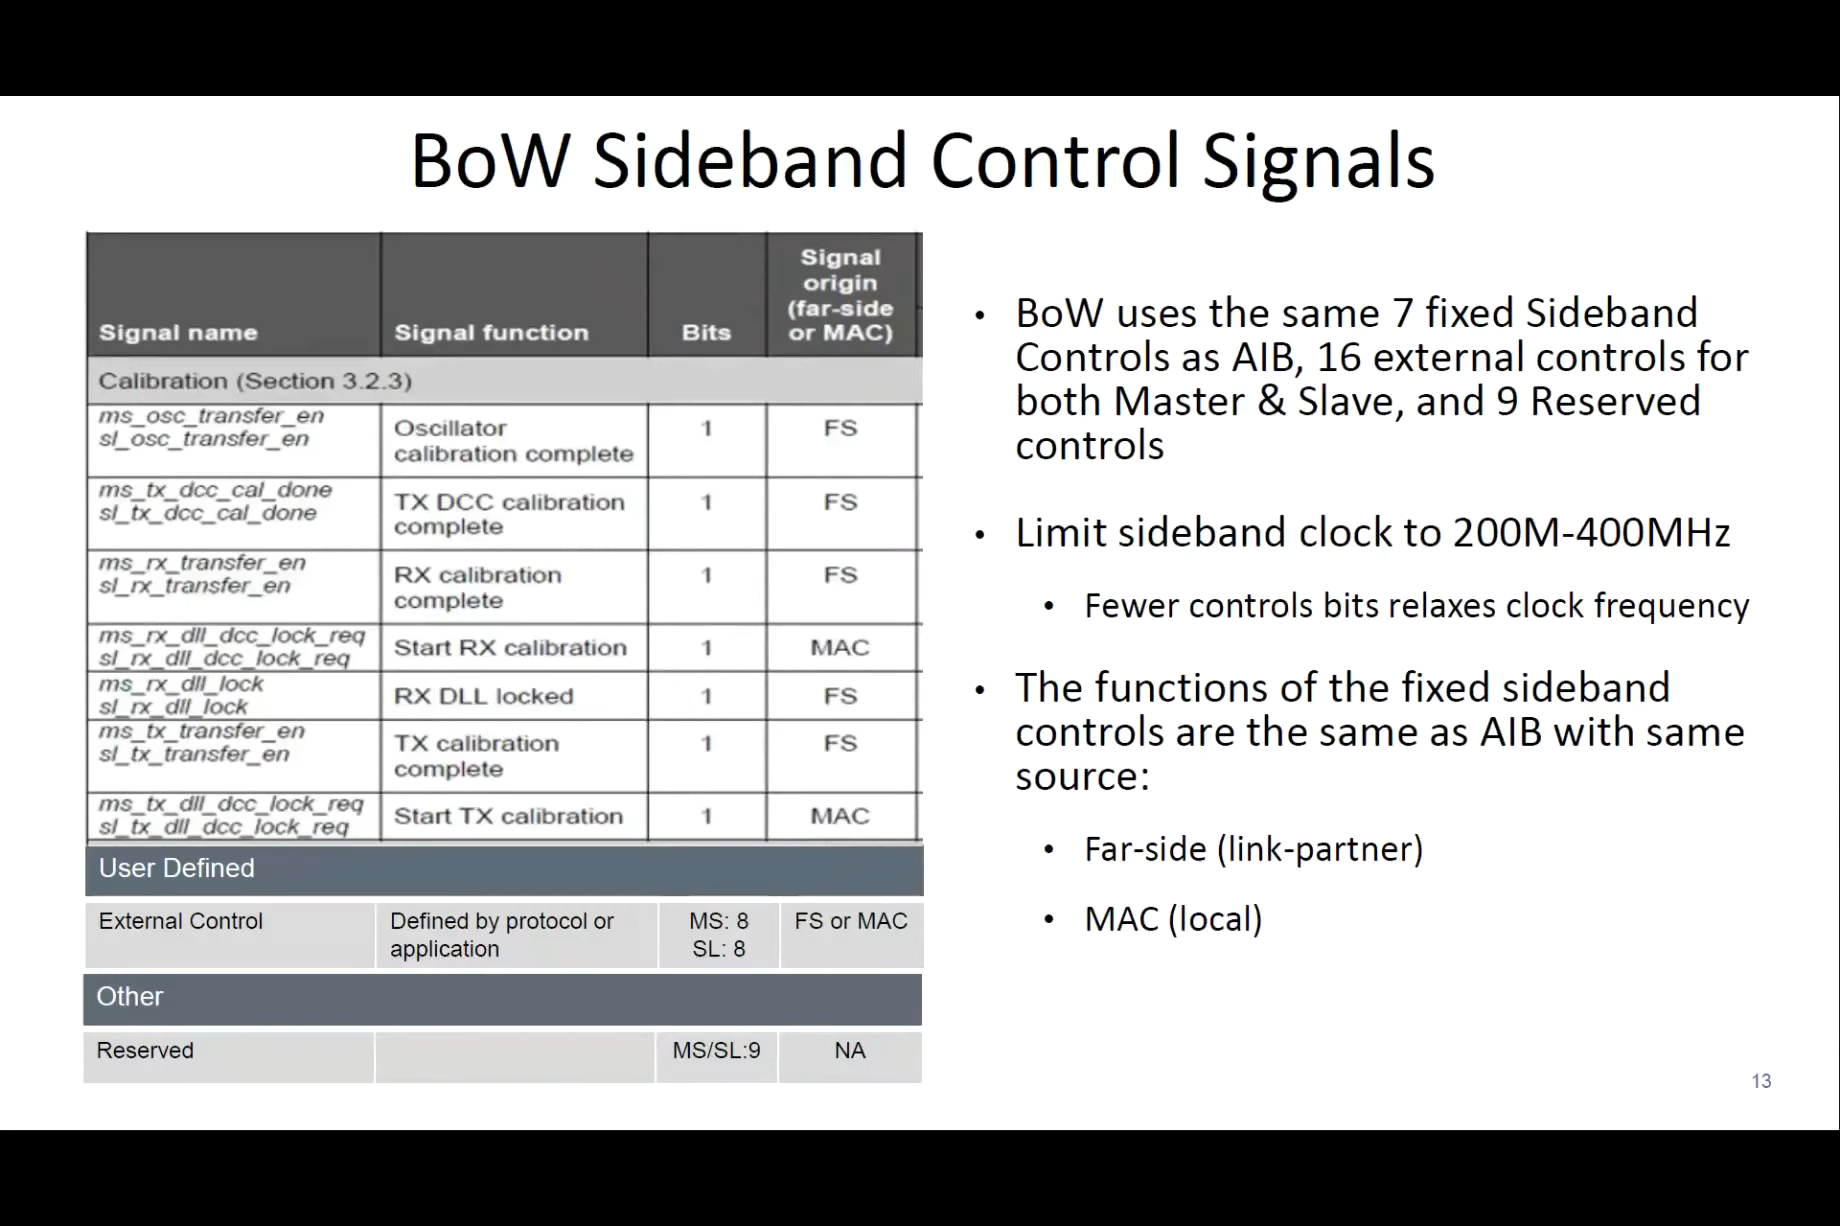 BoW Sideband Control Signals
Signal name
Signal function
Bits
Signal
origin
(far-side
or MAC)
Calibration (Section 3.2.3)
ms_osc_transfer_en
sl_osc_transfer_en
Oscillator
calibration complete
1
FS
ms_tx_dcc_cal_done
sl_tx_dcc_cal_done
TX DCC calibration
complete
1
FS
ms_rx_transfer_en
sl_rx_transfer_en
RX calibration
complete
1
FS
ms_rx_dll_dcc_lock_req
sl_rx_dll_dcc_lock_req
Start RX calibration
1
MAC
ms_rx_dll_lock
sl_rx_dll_lock
RX DLL locked
1
FS
ms_tx_transfer_en
sl_tx_transfer_en
TX calibration
complete
1
FS
ms_tx_dll_dcc_lock_req
sl_tx_dll_dcc_lock_req
Start TX calibration
1
MAC
User Defined
External Control
Defined by protocol or
application
MS: 8
SL: 8
FS or MAC
Other
Reserved
MS/SL:9
NA
• BoW uses the same 7 fixed Sideband
Controls as AIB, 16 external controls for
both Master & Slave, and 9 Reserved
controls
• Limit sideband clock to 200M-400MHz
• Fewer controls bits relaxes clock frequency
• The functions of the fixed sideband
controls are the same as AIB with same
source:
• Far-side (link-partner)
• MAC (local)
13